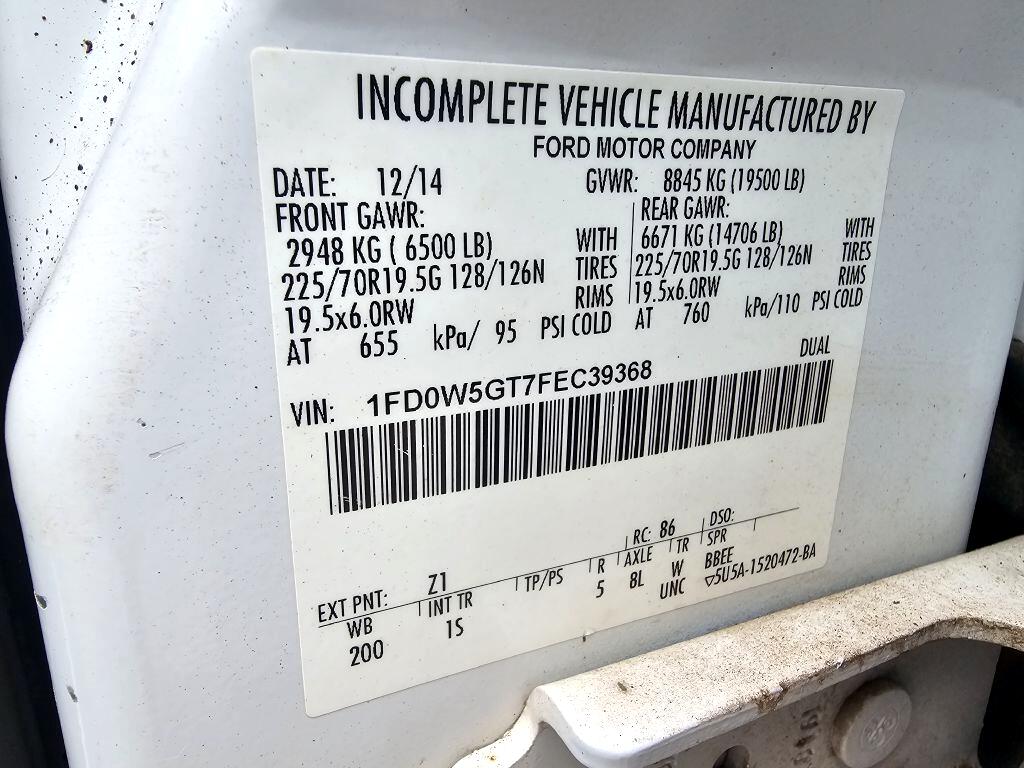 INCOMPLETE VEHICLE MANUFACTURED BY
FORD MOTOR COMPANY
DATE: 12/14 GVWR: 8845 KG (19500 LB)
FRONT GAWR: REAR GAWR:
2948 KG ( 6500 LB) WITH 6671 KG (14706 LB) WITH
225/70R19.5G 128/126N TIRES 225/70R19.5G 128/126N TIRES
19.5x6.0RW RIMS 19.5x6.0RW RIMS
AT 655 kPa/ 95 PSI COLD AT 760 kPa/110 PSI COLD
DUAL
VIN: 1FD0W5GT7FEC39368
EXT PNT: Z1 RC: 86 DSO:
WB INT TR TP/PS R AXLE TR SPR
200 1S 5 8L W BBEE
UNC ▽5U5A-1520472-BA